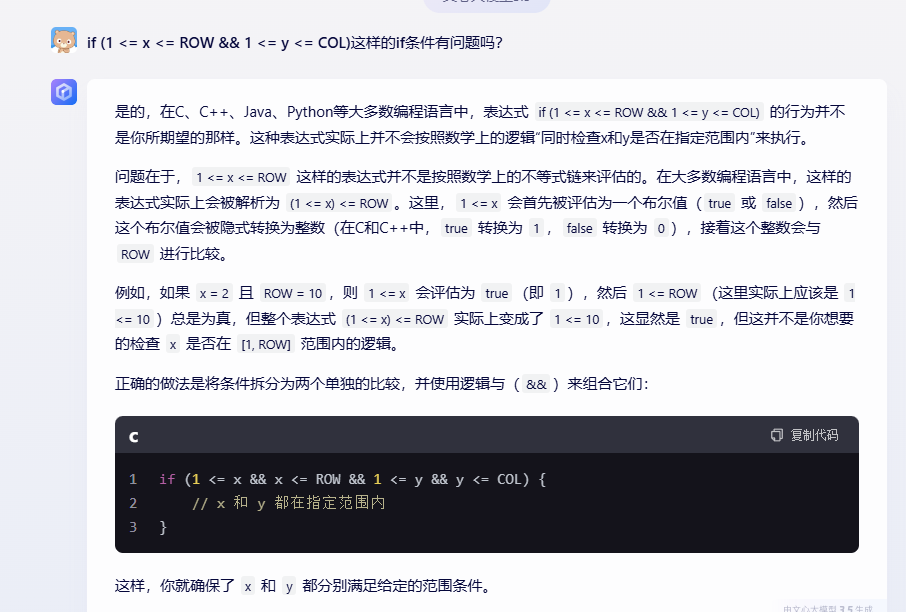 if (1 <= x <= ROW && 1 <= y <= COL)这样的if条件有问题吗?
是的，在C、C++、Java、Python等大多数编程语言中，表达式 if (1 <= x <= ROW && 1 <= y <= COL) 的行为并不
是你所期望的那样。这种表达式实际上并不会按照数学上的逻辑“同时检查x和y是否在指定范围内”来执行。
问题在于， 1 <= x <= ROW 这样的表达式并不是按照数学上的不等式链来评估的。在大多数编程语言中，这样的
表达式实际上会被解析为 (1 <= x) <= ROW 。这里， 1 <= x 会首先被评估为一个布尔值（ true 或 false ），然后
这个布尔值会被隐式转换为整数（在C和C++中， true 转换为 1 ， false 转换为 0 ），接着这个整数会与
ROW 进行比较。
例如，如果 x = 2 且 ROW = 10 ，则 1 <= x 会评估为 true （即 1 ），然后 1 <= ROW （这里实际上应该是 1
<= 10 ）总是为真，但整个表达式 (1 <= x) <= ROW 实际上变成了 1 <= 10 ，这显然是 true ，但这并不是你想要
的检查 x 是否在 [1, ROW] 范围内的逻辑。
正确的做法是将条件拆分为两个单独的比较，并使用逻辑与（ && ）来组合它们：
C 复制代码
1 if (1 <= x && x <= ROW && 1 <= y && y <= COL) {
2 // x 和 y 都在指定范围内
3 }
这样，你就确保了 x 和 y 都分别满足给定的范围条件。
由文心大模型 3.5 生成